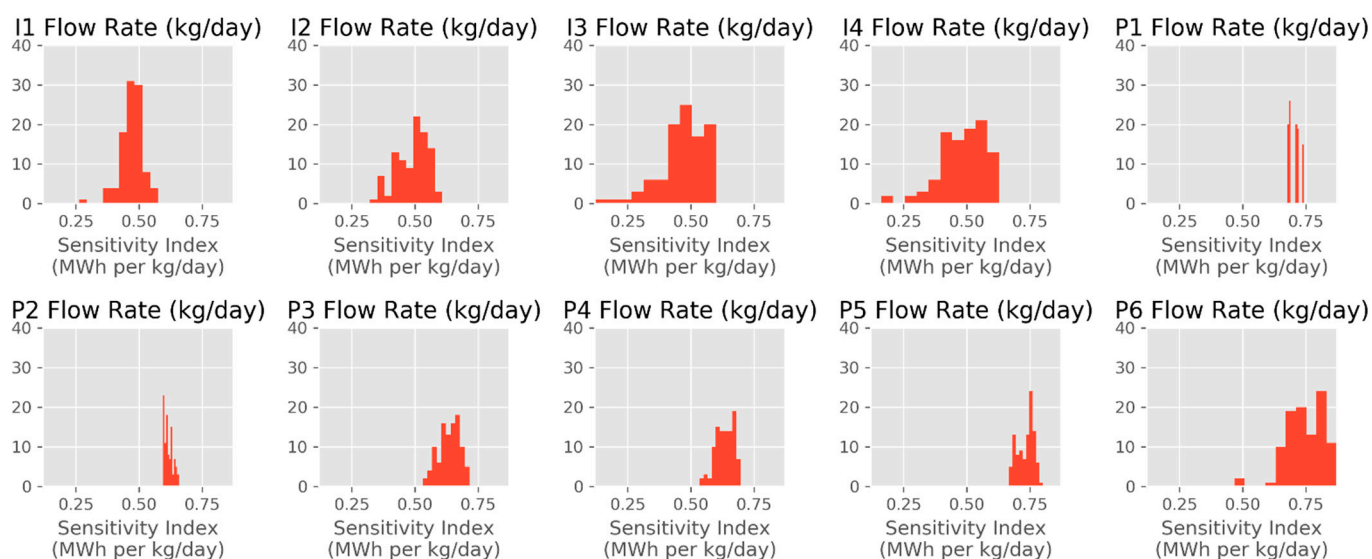 I1 Flow Rate (kg/day) I2 Flow Rate (kg/day) I3 Flow Rate (kg/day) I4 Flow Rate (kg/day) P1 Flow Rate (kg/day)
40 40 40 40 40
30 30 30 30 30
20 20 20 20 20
10 10 10 10 10
0 0 0 0 0
0.25 0.50 0.75 0.25 0.50 0.75 0.25 0.50 0.75 0.25 0.50 0.75 0.25 0.50 0.75
Sensitivity Index Sensitivity Index Sensitivity Index Sensitivity Index Sensitivity Index
(MWh per kg/day) (MWh per kg/day) (MWh per kg/day) (MWh per kg/day) (MWh per kg/day)
P2 Flow Rate (kg/day) P3 Flow Rate (kg/day) P4 Flow Rate (kg/day) P5 Flow Rate (kg/day) P6 Flow Rate (kg/day)
40 40 40 40 40
30 30 30 30 30
20 20 20 20 20
10 10 10 10 10
0 0 0 0 0
0.25 0.50 0.75 0.25 0.50 0.75 0.25 0.50 0.75 0.25 0.50 0.75 0.25 0.50 0.75
Sensitivity Index Sensitivity Index Sensitivity Index Sensitivity Index Sensitivity Index
(MWh per kg/day) (MWh per kg/day) (MWh per kg/day) (MWh per kg/day) (MWh per kg/day)